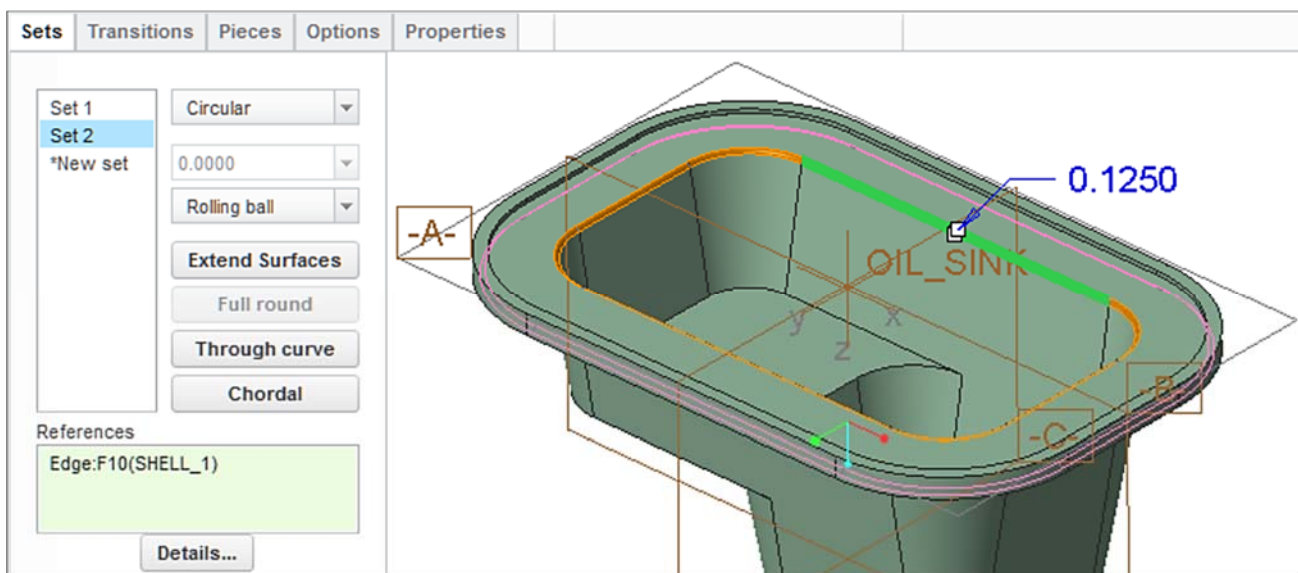 Sets Transitions Pieces Options Properties
Set 1
Set 2
*New set
Circular
0.0000
Rolling ball
Extend Surfaces
Full round
Through curve
Chordal
References
Edge:F10(SHELL_1)
Details...
0.1250
-A-
OIL_SINK
x
y
z
-B-
-C-